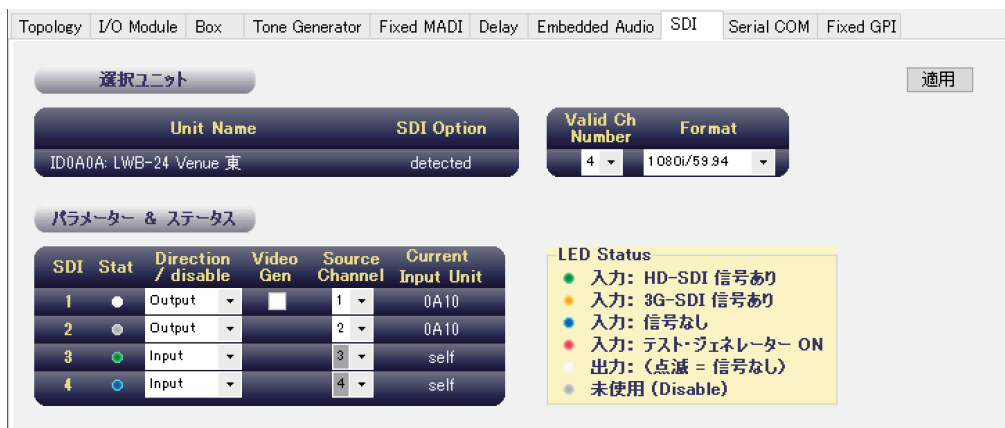 Topology I/O Module Box Tone Generator Fixed MADI Delay Embedded Audio SDI Serial COM Fixed GPI
選択ユニット
適用
Unit Name SDI Option
ID0A0A: LWB-24 Venue 東 detected
Valid Ch Number Format
4 1080i/59.94
パラメーター & ステータス
SDI Stat Direction / disable Video Gen Source Channel Current Input Unit
1 Output 1 0A10
2 Output 2 0A10
3 Input 3 self
4 Input 4 self
LED Status
入力: HD-SDI 信号あり
入力: 3G-SDI 信号あり
入力: 信号なし
入力: テスト・ジェネレーター ON
出力: (点滅 = 信号なし)
未使用 (Disable)